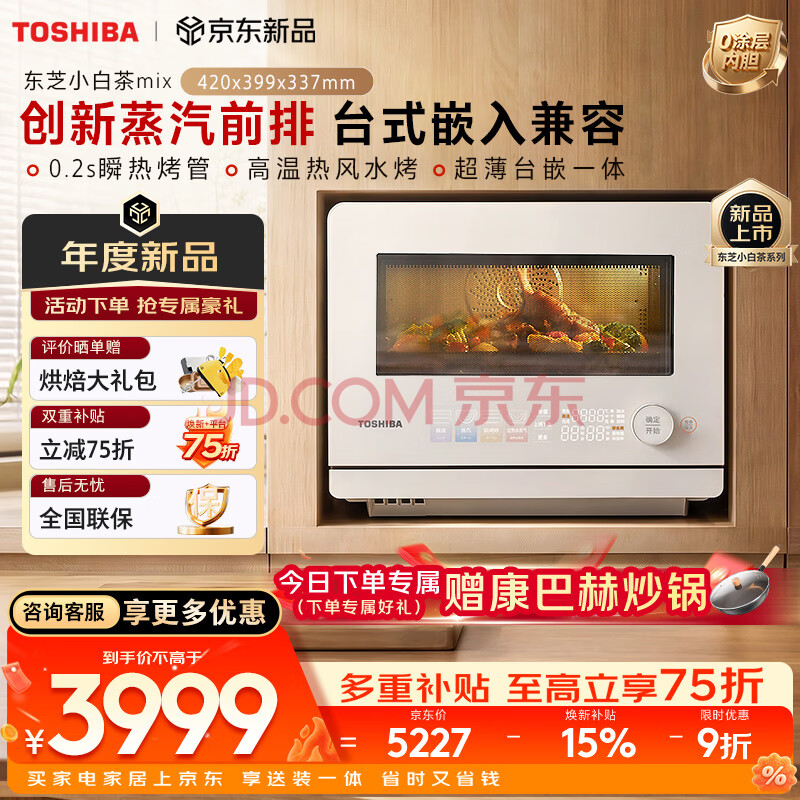 TOSHIBA 京东新品
0涂层
内胆
东芝小白茶mix 420x399x337mm
创新蒸汽前排 台式嵌入兼容
0.2s瞬热烤管 高温热风水烤 超薄台嵌一体
新品
上市
东芝小白茶系列
年度新品
活动下单 抢专属豪礼
评价晒单赠
烘焙大礼包
双重补贴
立减75折
焕新+平台
75折
售后无忧
全国联保
保
JD.COM 京东
TOSHIBA
确定
开始
今日下单专属
(下单专属好礼)
赠康巴赫炒锅
咨询客服 享更多优惠
到手价不高于
¥3999
多重补贴 至高立享75折
京东价 焕新补贴 限时优惠
= 5227 - 15% - 9折
买家电家居上京东 享送装一体 省时又省钱
%